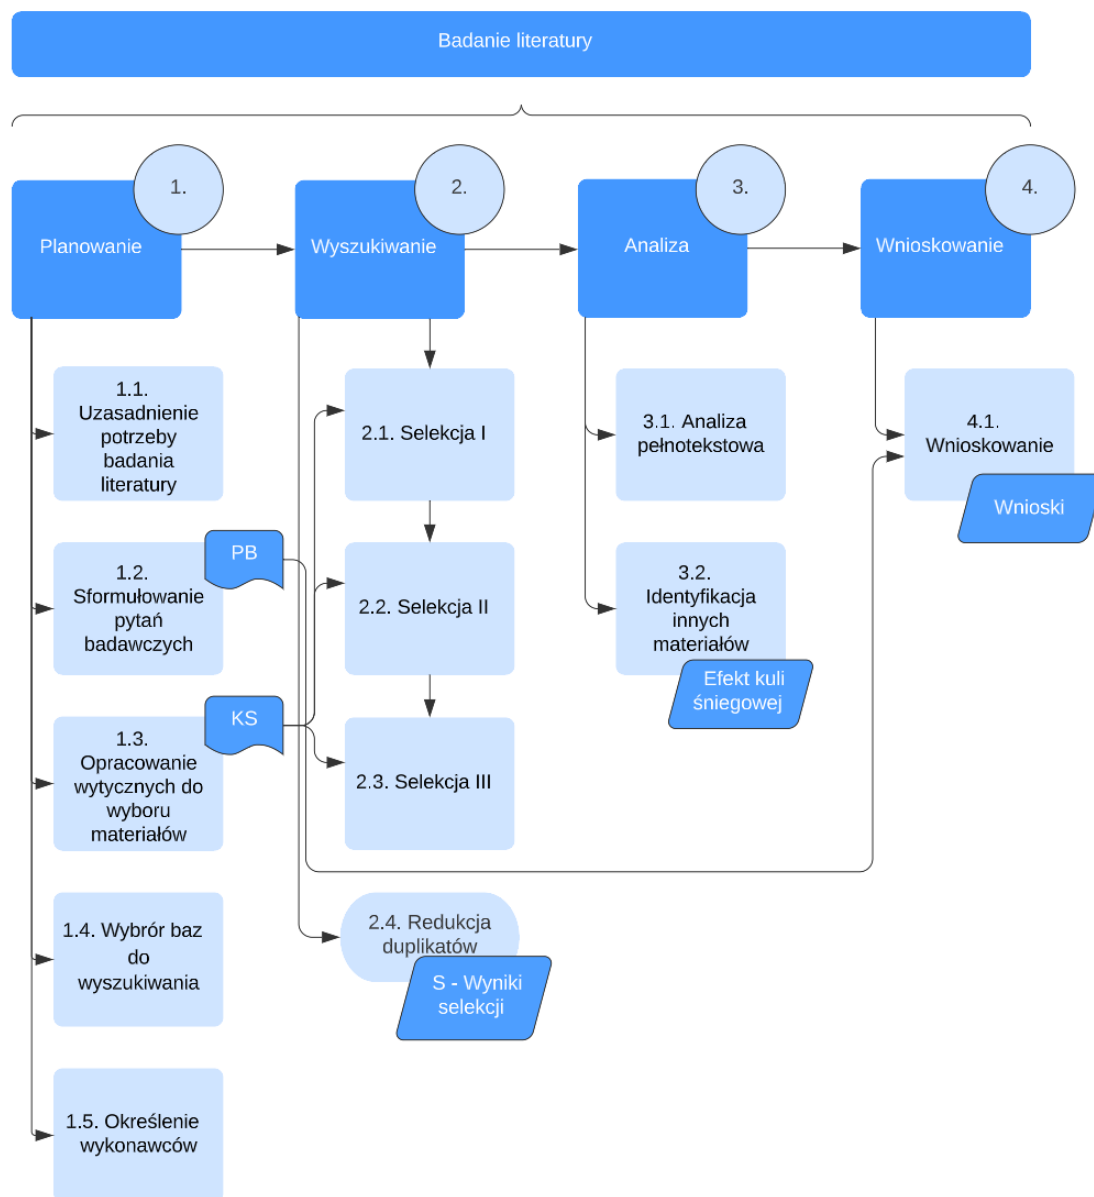 Badanie literatury
1.
2.
3.
4.
Planowanie
Wyszukiwanie
Analiza
Wnioskowanie
1.1.
Uzasadnienie
potrzeby
badania
literatury
PB
1.2.
Sformułowanie
pytań
badawczych
KS
1.3.
Opracowanie
wytycznych do
wyboru
materiałów
1.4. Wybrór baz
do
wyszukiwania
1.5. Określenie
wykonawców
2.1. Selekcja I
2.2. Selekcja II
2.3. Selekcja III
2.4. Redukcja
duplikatów
S - Wyniki
selekcji
3.1. Analiza
pełnotekstowa
3.2.
Identyfikacja
innych
materiałów
Efekt kuli
śniegowej
4.1.
Wnioskowanie
Wnioski